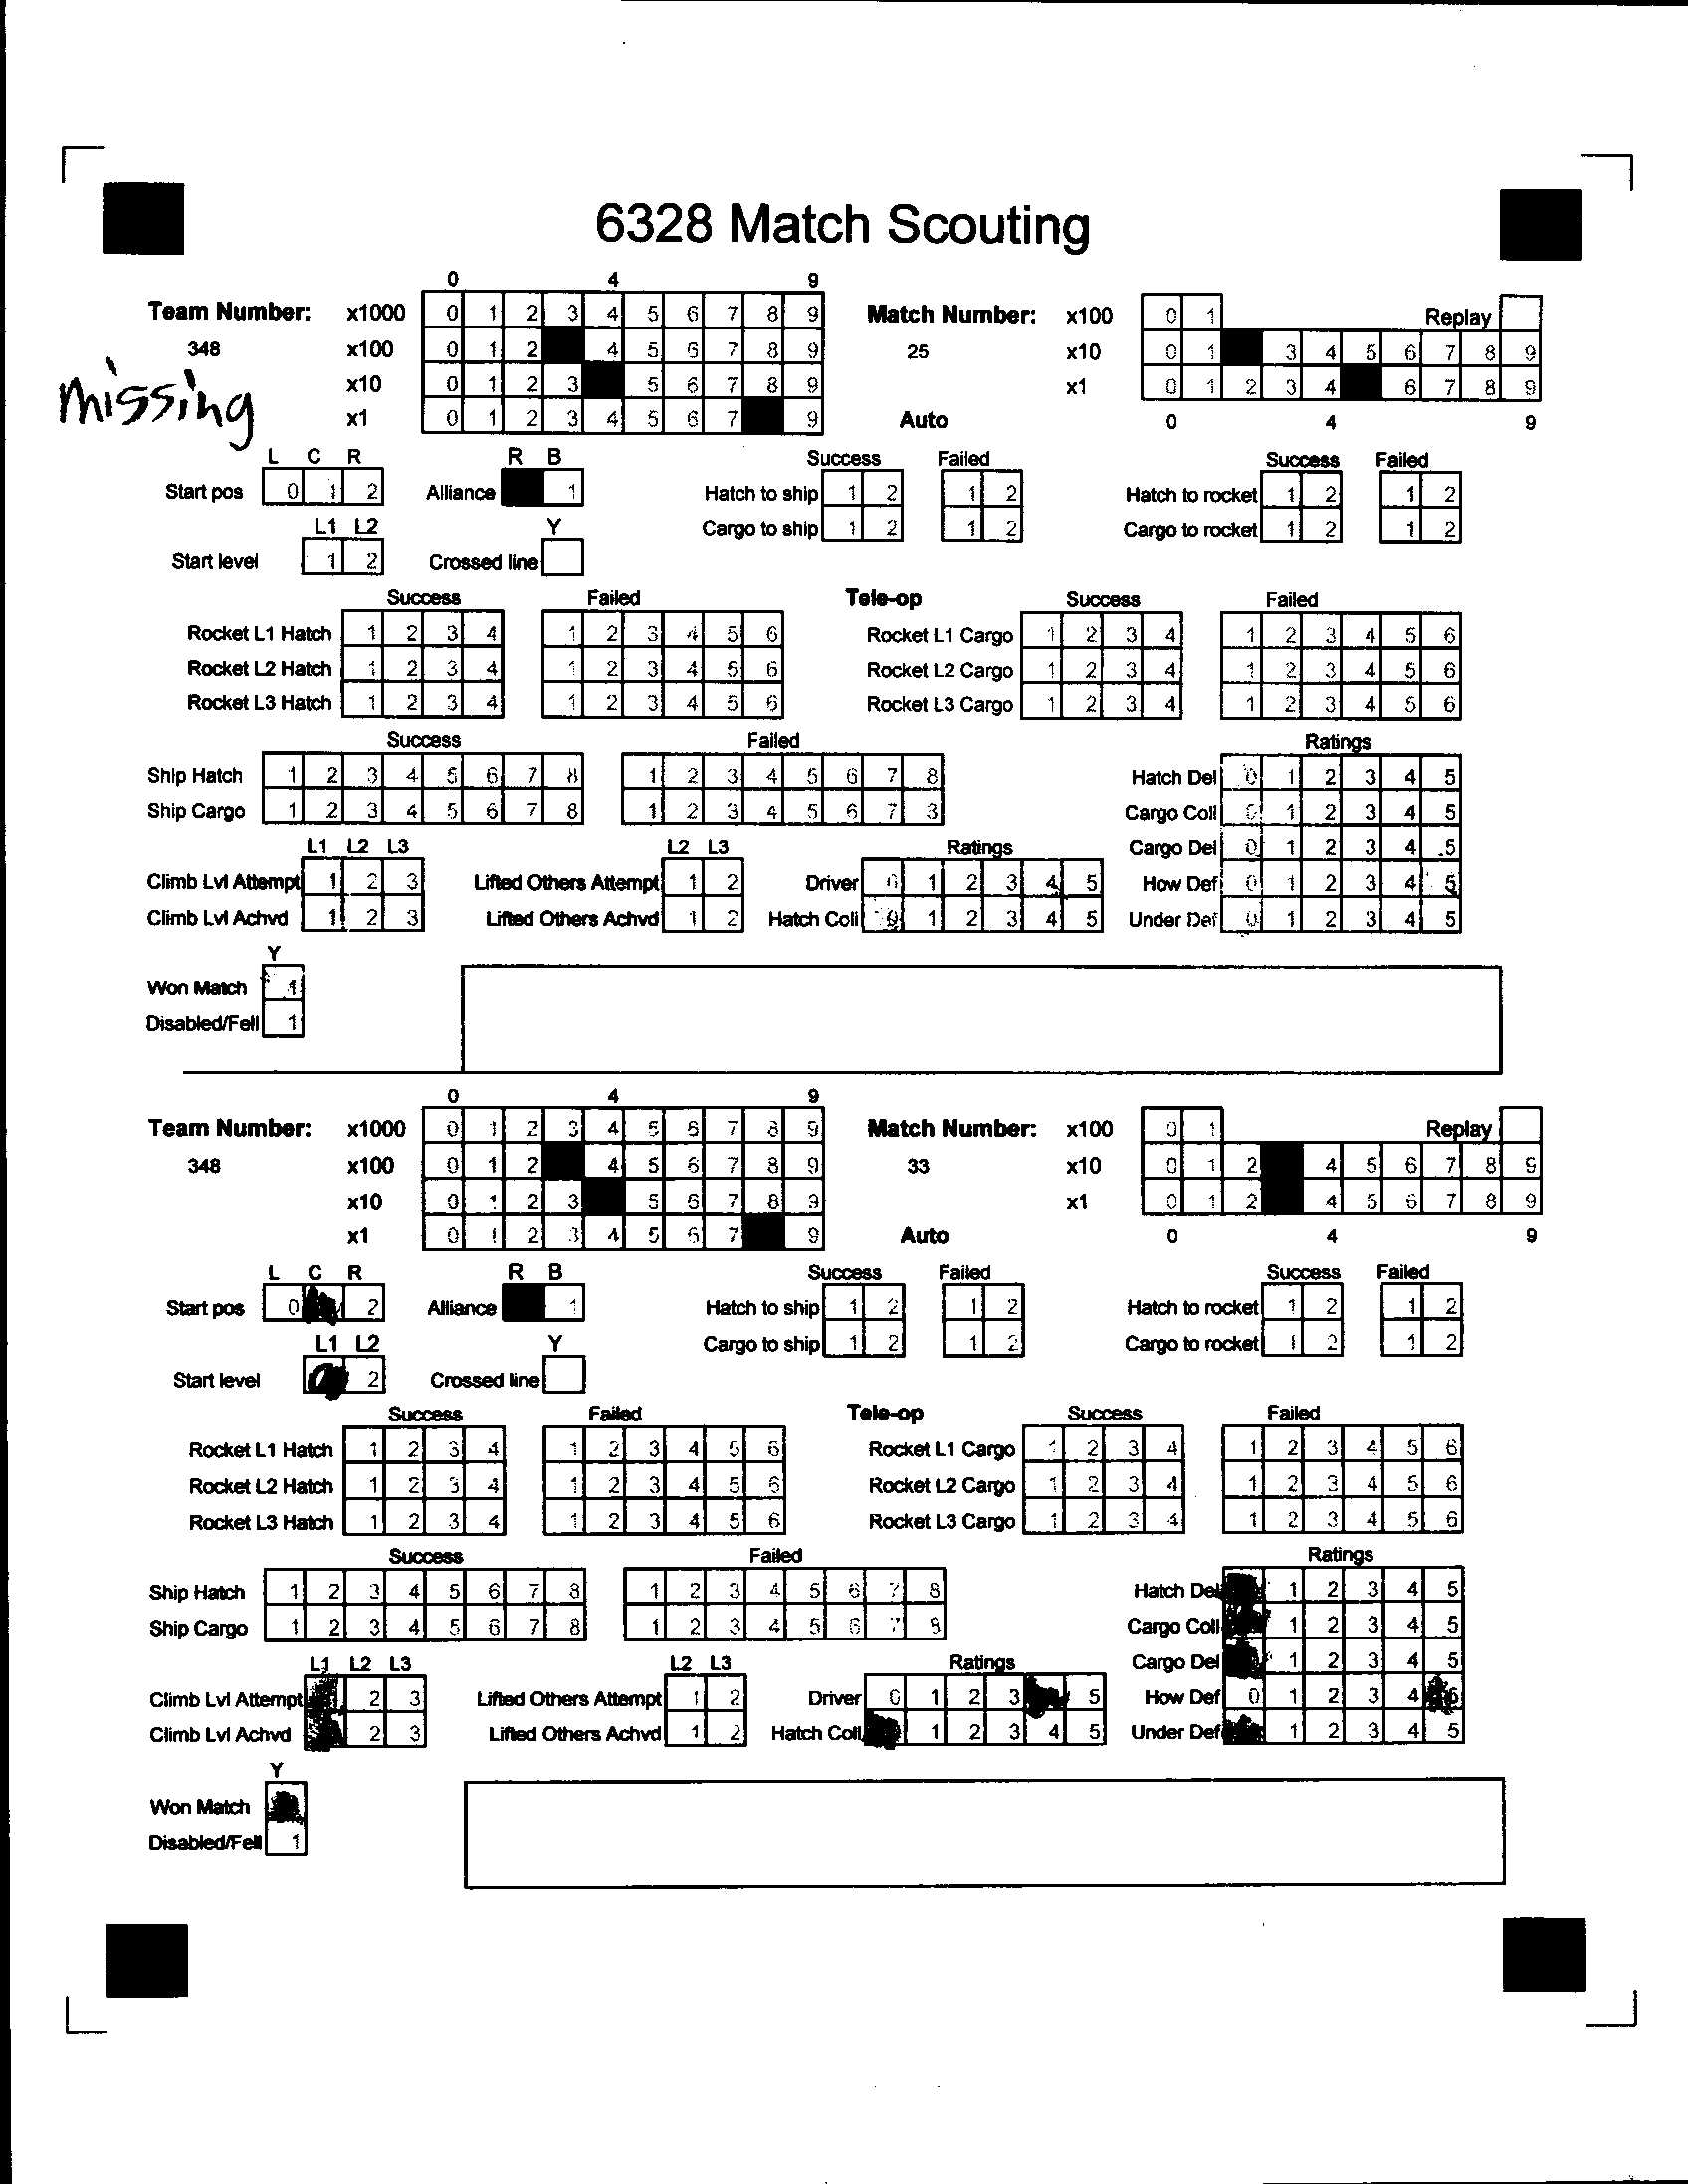 6328 Match Scouting
0 4 9
Team Number: x1000 0 1 2 3 4 5 6 7 8 9 Match Number: x100 0 1 Replay
348 x100 0 1 2 4 5 6 7 8 9 25 x10 0 1 3 4 5 6 7 8 9
missing x10 0 1 2 3 5 6 7 8 9 x1 0 1 2 3 4 6 7 8 9
x1 0 1 2 3 4 5 6 7 9 Auto 0 4 9
L C R R B Success Failed Success Failed
Start pos 0 1 2 Alliance 1 Hatch to ship 1 2 1 2 Hatch to rocket 1 2 1 2
L1 L2 Y Cargo to ship 1 2 1 2 Cargo to rocket 1 2 1 2
Start level 1 2 Crossed line
Success Failed Tele-op Success Failed
Rocket L1 Hatch 1 2 3 4 1 2 3 4 5 6 Rocket L1 Cargo 1 2 3 4 1 2 3 4 5 6
Rocket L2 Hatch 1 2 3 4 1 2 3 4 5 6 Rocket L2 Cargo 1 2 3 4 1 2 3 4 5 6
Rocket L3 Hatch 1 2 3 4 1 2 3 4 5 6 Rocket L3 Cargo 1 2 3 4 1 2 3 4 5 6
Success Failed Ratings
Ship Hatch 1 2 3 4 5 6 7 8 1 2 3 4 5 6 7 8 Hatch Del 0 1 2 3 4 5
Ship Cargo 1 2 3 4 5 6 7 8 1 2 3 4 5 6 7 8 Cargo Coll 0 1 2 3 4 5
L1 L2 L3 L2 L3 Ratings Cargo Del 0 1 2 3 4 5
Climb Lvl Attempt 1 2 3 Lifted Others Attempt 1 2 Driver 0 1 2 3 4 5 How Def 0 1 2 3 4 5
Climb Lvl Achvd 1 2 3 Lifted Others Achvd 1 2 Hatch Coll 0 1 2 3 4 5 Under Def 0 1 2 3 4 5
Y
Won Match 1
Disabled/Fell 1
0 4 9
Team Number: x1000 0 1 2 3 4 5 6 7 8 9 Match Number: x100 0 1 Replay
348 x100 0 1 2 4 5 6 7 8 9 33 x10 0 1 2 4 5 6 7 8 9
x10 0 1 2 3 5 6 7 8 9 x1 0 1 2 4 5 6 7 8 9
x1 0 1 2 3 4 5 6 7 9 Auto 0 4 9
L C R R B Success Failed Success Failed
Start pos 0 2 Alliance 1 Hatch to ship 1 2 1 2 Hatch to rocket 1 2 1 2
L1 L2 Y Cargo to ship 1 2 1 2 Cargo to rocket 1 2 1 2
Start level 2 Crossed line
Success Failed Tele-op Success Failed
Rocket L1 Hatch 1 2 3 4 1 2 3 4 5 6 Rocket L1 Cargo 1 2 3 4 1 2 3 4 5 6
Rocket L2 Hatch 1 2 3 4 1 2 3 4 5 6 Rocket L2 Cargo 1 2 3 4 1 2 3 4 5 6
Rocket L3 Hatch 1 2 3 4 1 2 3 4 5 6 Rocket L3 Cargo 1 2 3 4 1 2 3 4 5 6
Success Failed Ratings
Ship Hatch 1 2 3 4 5 6 7 8 1 2 3 4 5 6 7 8 Hatch Del 1 2 3 4 5
Ship Cargo 1 2 3 4 5 6 7 8 1 2 3 4 5 6 7 8 Cargo Coll 1 2 3 4 5
L1 L2 L3 L2 L3 Ratings Cargo Del 1 2 3 4 5
Climb Lvl Attempt 2 3 Lifted Others Attempt 1 2 Driver 0 1 2 3 5 How Def 0 1 2 3 4
Climb Lvl Achvd 2 3 Lifted Others Achvd 1 2 Hatch Coll 1 2 3 4 5 Under Def 1 2 3 4 5
Y
Won Match
Disabled/Fell 1